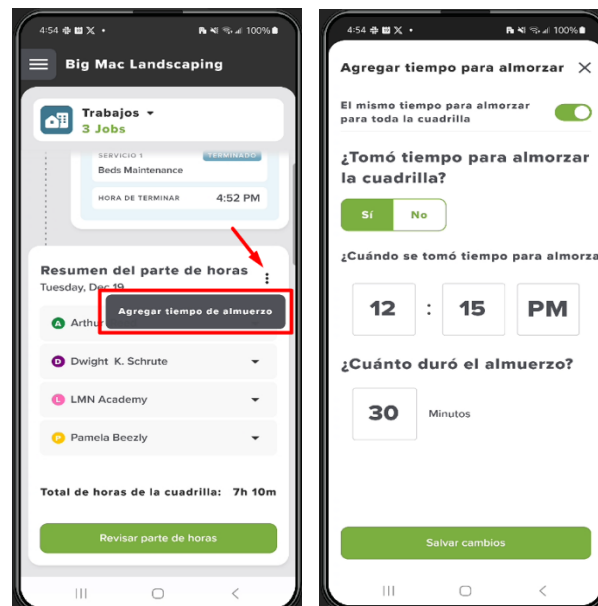 4:54
100%
Big Mac Landscaping
Trabajos
3 Jobs
SERVICIO 1
TERMINADO
Beds Maintenance
HORA DE TERMINAR
4:52 PM
Resumen del parte de horas
Tuesday, Dec 19
Agregar tiempo de almuerzo
A Arthur
D Dwight K. Schrute
L LMN Academy
P Pamela Beezly
Total de horas de la cuadrilla: 7h 10m
Revisar parte de horas
4:54
100%
Agregar tiempo para almorzar
El mismo tiempo para almorzar
para toda la cuadrilla
¿Tomó tiempo para almorzar
la cuadrilla?
Sí No
¿Cuándo se tomó tiempo para almorza
12 : 15 PM
¿Cuánto duró el almuerzo?
30 Minutos
Salvar cambios